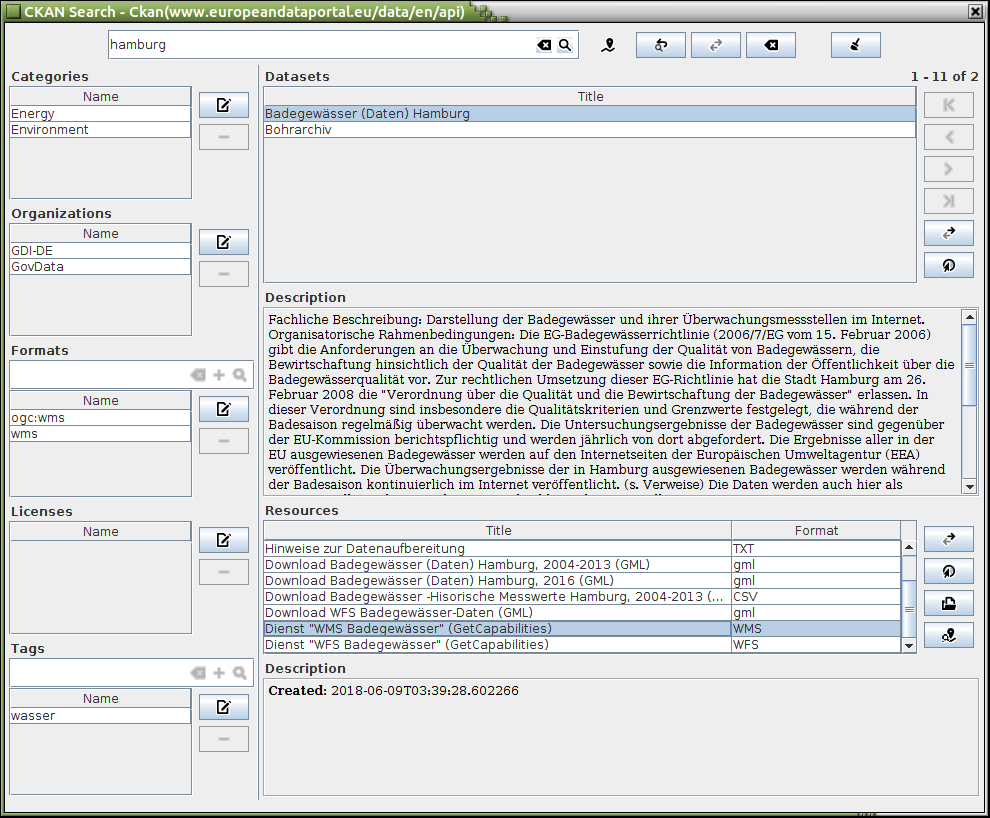 CKAN Search - Ckan(www.europeandataportal.eu/data/en/api)
hamburg
Categories
Name
Energy
Environment
Organizations
Name
GDI-DE
GovData
Formats
Name
ogc:wms
wms
Licenses
Name
Tags
Name
wasser
Datasets
1 - 11 of 2
Title
Badegewässer (Daten) Hamburg
Bohrarchiv
Description
Fachliche Beschreibung: Darstellung der Badegewässer und ihrer Überwachungsmessstellen im Internet.
Organisatorische Rahmenbedingungen: Die EG-Badegewässerrichtlinie (2006/7/EG vom 15. Februar 2006)
gibt die Anforderungen an die Überwachung und Einstufung der Qualität von Badegewässern, die
Bewirtschaftung hinsichtlich der Qualität der Badegewässer sowie die Information der Öffentlichkeit über die
Badegewässerqualität vor. Zur rechtlichen Umsetzung dieser EG-Richtlinie hat die Stadt Hamburg am 26.
Februar 2008 die "Verordnung über die Qualität und die Bewirtschaftung der Badegewässer" erlassen. In
dieser Verordnung sind insbesondere die Qualitätskriterien und Grenzwerte festgelegt, die während der
Badesaison regelmäßig überwacht werden. Die Untersuchungsergebnisse der Badegewässer sind gegenüber
der EU-Kommission berichtspflichtig und werden jährlich von dort abgefordert. Die Ergebnisse aller in der
EU ausgewiesenen Badegewässer werden auf den Internetseiten der Europäischen Umweltagentur (EEA)
veröffentlicht. Die Überwachungsergebnisse der in Hamburg ausgewiesenen Badegewässer werden während
der Badesaison kontinuierlich im Internet veröffentlicht. (s. Verweise) Die Daten werden auch hier als
Resources
Title Format
Hinweise zur Datenaufbereitung TXT
Download Badegewässer (Daten) Hamburg, 2004-2013 (GML) gml
Download Badegewässer (Daten) Hamburg, 2016 (GML) gml
Download Badegewässer -Hisorische Messwerte Hamburg, 2004-2013 (... CSV
Download WFS Badegewässer-Daten (GML) gml
Dienst "WMS Badegewässer" (GetCapabilities) WMS
Dienst "WFS Badegewässer" (GetCapabilities) WFS
Description
Created: 2018-06-09T03:39:28.602266